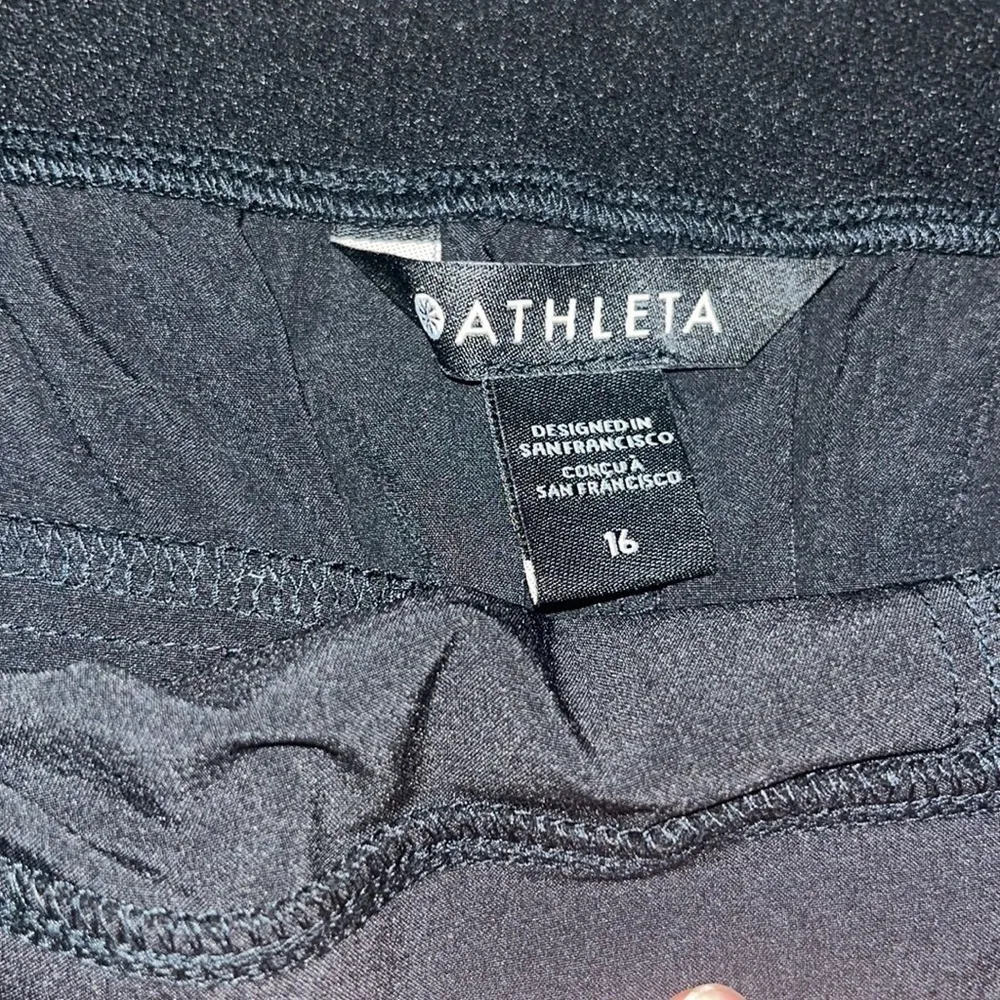 ATHLETA
DESIGNED IN
SAN FRANCISCO
CONÇU À
SAN FRANCISCO
16